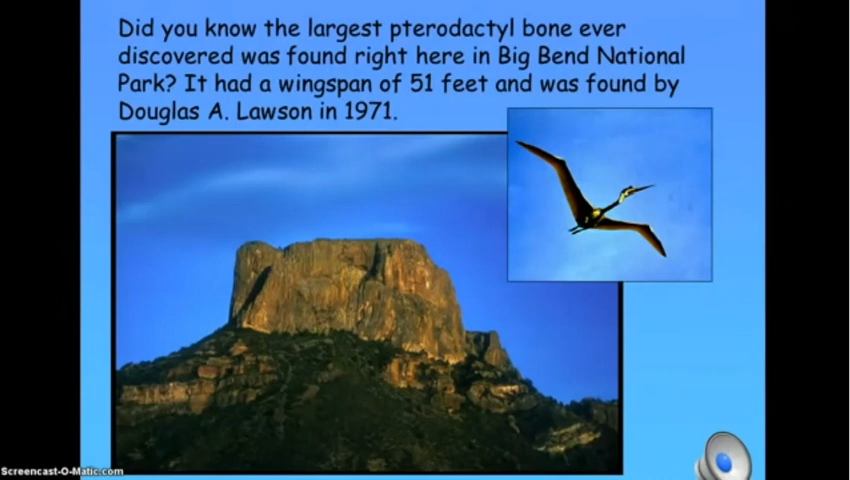 Did you know the largest pterodactyl bone ever
discovered was found right here in Big Bend National
Park? It had a wingspan of 51 feet and was found by
Douglas A. Lawson in 1971.
Screencast-O-Matic.com